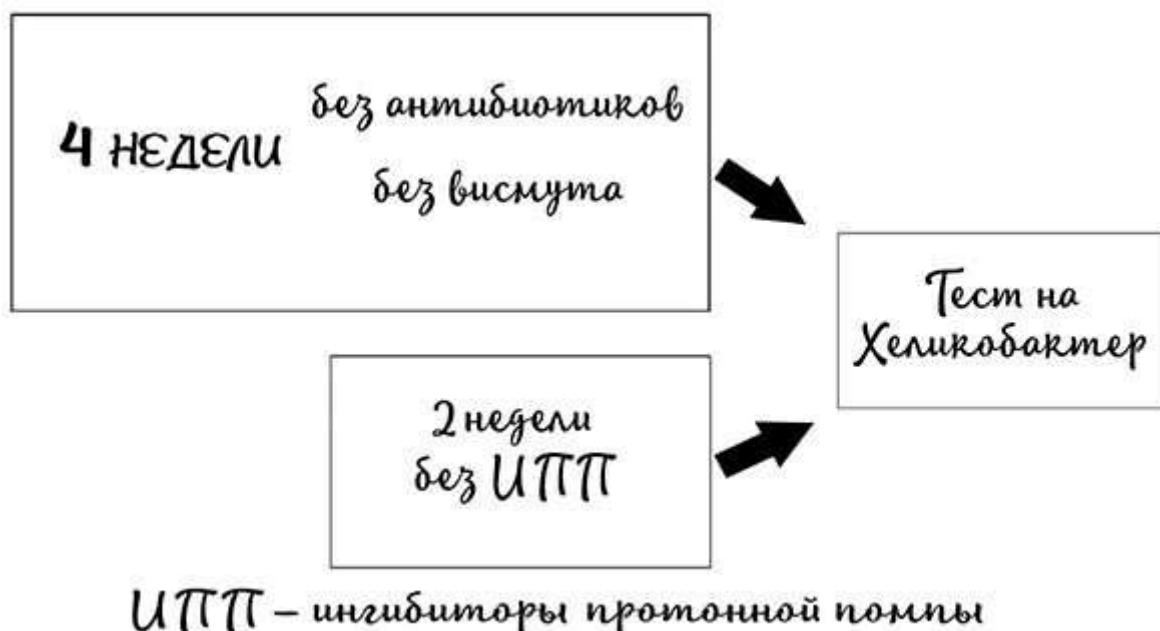 4 недели
без антибиотиков
без висмута
Тест на
Хеликобактер
2 недели
без ИПП
ИПП – ингибиторы протонной помпы